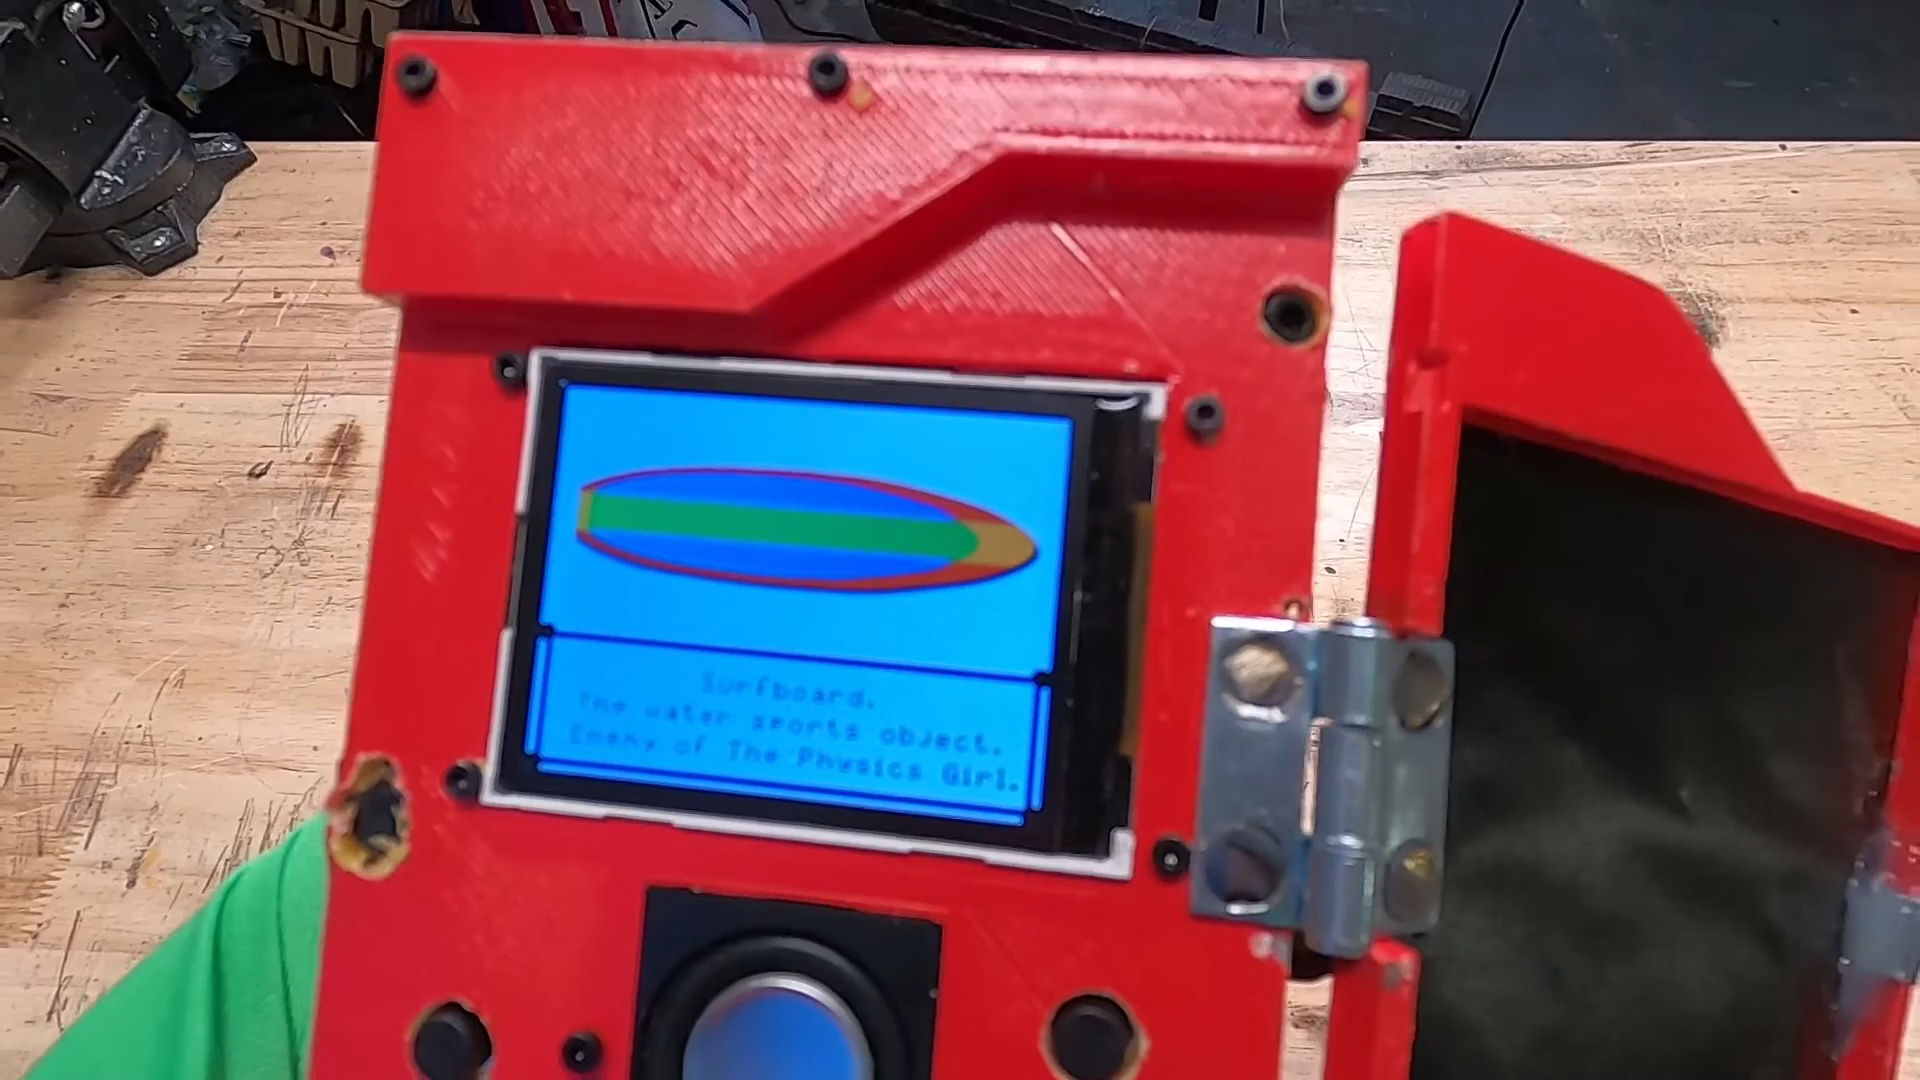 Surfboard.
The water sports object.
Enemy of The Physics Girl.